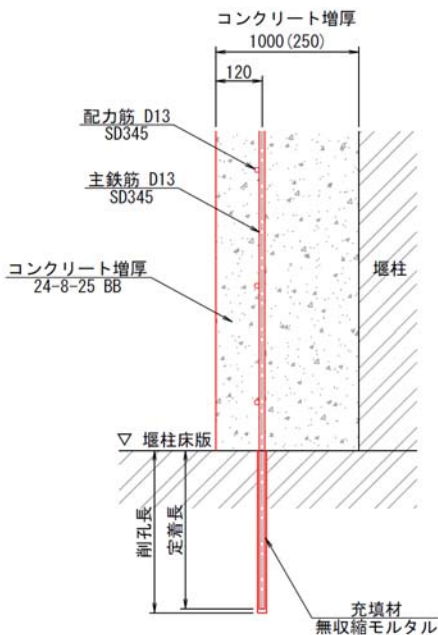 コンクリート増厚
1000(250)
120
配力筋 D13
SD345
主鉄筋 D13
SD345
コンクリート増厚
24-8-25 BB
堰柱
▽ 堰柱床版
削孔長
定着長
充填材
無収縮モルタル